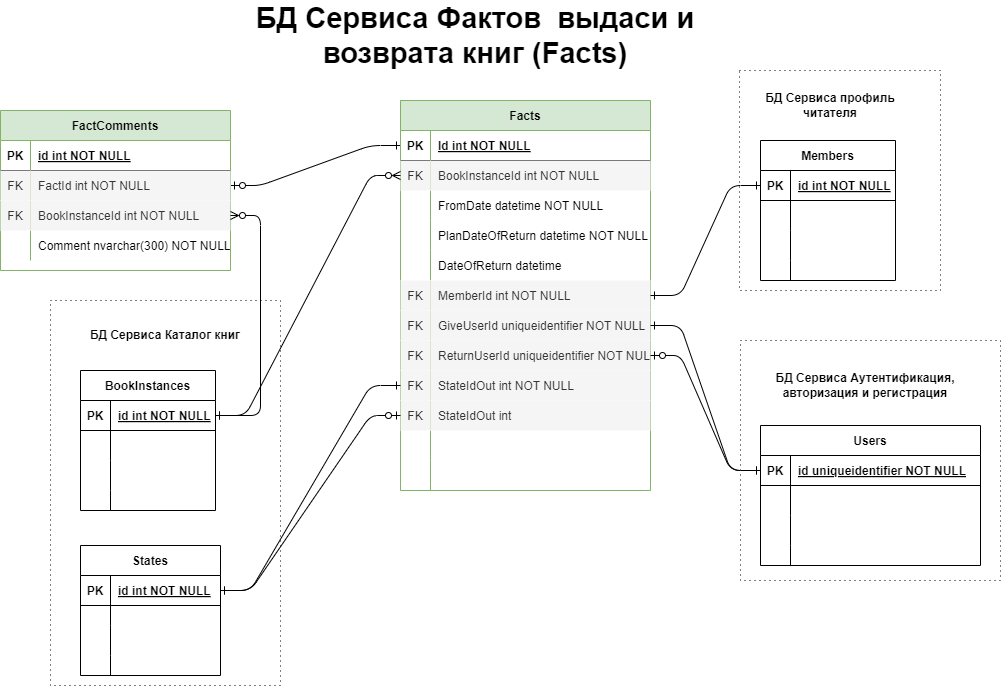 БД Сервиса Фактов выдаси и
возврата книг (Facts)
FactComments
PK id int NOT NULL
FK FactId int NOT NULL
FK BookInstanceId int NOT NULL
Comment nvarchar(300) NOT NULL
Facts
PK Id int NOT NULL
FK BookInstanceId int NOT NULL
FromDate datetime NOT NULL
PlanDateOfReturn datetime NOT NULL
DateOfReturn datetime
FK MemberId int NOT NULL
FK GiveUserId uniqueidentifier NOT NULL
FK ReturnUserId uniqueidentifier NOT NUL
FK StateIdOut int NOT NULL
FK StateIdOut int
БД Сервиса профиль
читателя
Members
PK id int NOT NULL
БД Сервиса Каталог книг
BookInstances
PK id int NOT NULL
States
PK id int NOT NULL
БД Сервиса Аутентификация,
авторизация и регистрация
Users
PK id uniqueidentifier NOT NULL